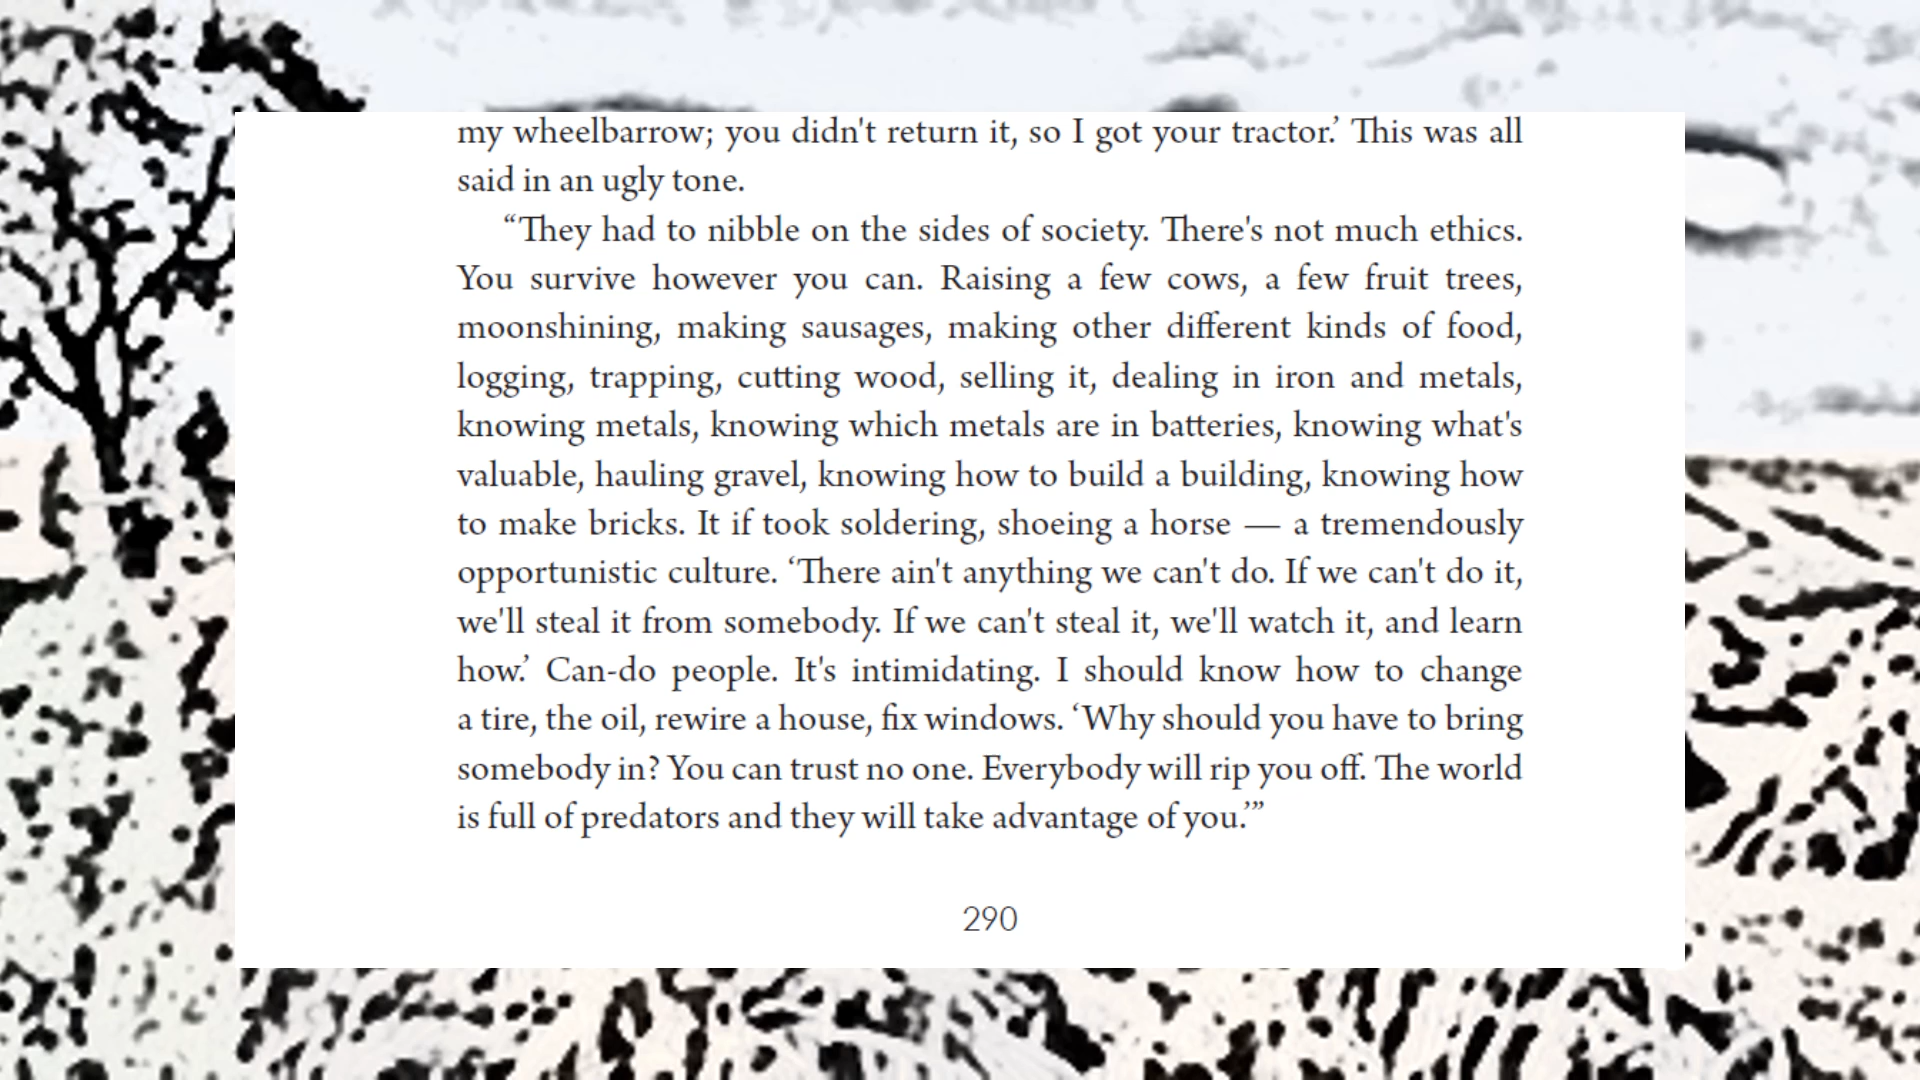 my wheelbarrow; you didn't return it, so I got your tractor.’ This was all
said in an ugly tone.
“They had to nibble on the sides of society. There's not much ethics.
You survive however you can. Raising a few cows, a few fruit trees,
moonshining, making sausages, making other different kinds of food,
logging, trapping, cutting wood, selling it, dealing in iron and metals,
knowing metals, knowing which metals are in batteries, knowing what's
valuable, hauling gravel, knowing how to build a building, knowing how
to make bricks. It if took soldering, shoeing a horse — a tremendously
opportunistic culture. ‘There ain't anything we can't do. If we can't do it,
we'll steal it from somebody. If we can't steal it, we'll watch it, and learn
how.’ Can-do people. It's intimidating. I should know how to change
a tire, the oil, rewire a house, fix windows. ‘Why should you have to bring
somebody in? You can trust no one. Everybody will rip you off. The world
is full of predators and they will take advantage of you.’”
290